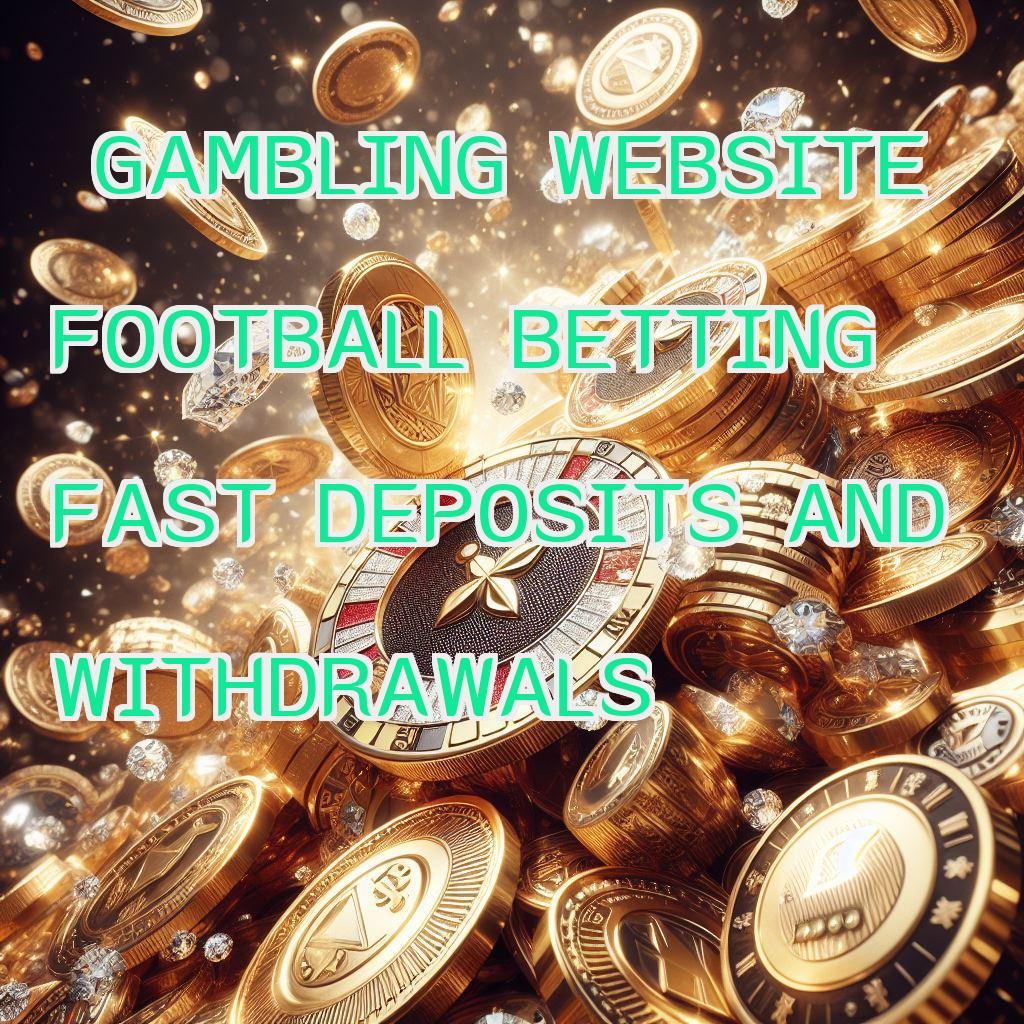 GAMBLING WEBSITE
FOOTBALL BETTING
FAST DEPOSITS AND
WITHDRAWALS